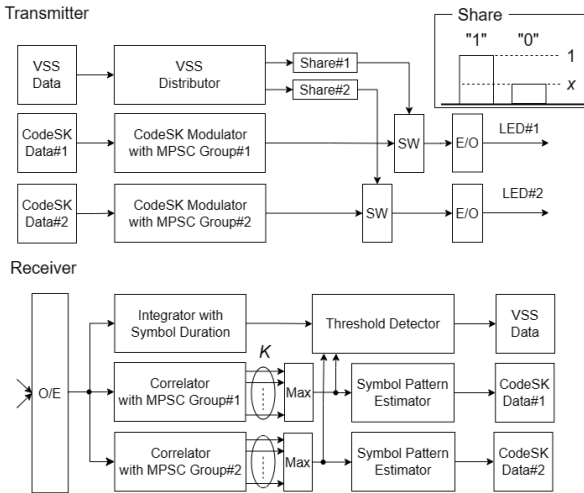 Transmitter
Share
"1" "0"
1
x
VSS
Data
VSS
Distributor
Share#1
Share#2
CodeSK
Data#1
CodeSK Modulator
with MPSC Group#1
SW
E/O
LED#1
CodeSK
Data#2
CodeSK Modulator
with MPSC Group#2
SW
E/O
LED#2
Receiver
O/E
Integrator with
Symbol Duration
Threshold Detector
VSS
Data
K
Correlator
with MPSC Group#1
Max
Symbol Pattern
Estimator
CodeSK
Data#1
Correlator
with MPSC Group#2
Max
Symbol Pattern
Estimator
CodeSK
Data#2